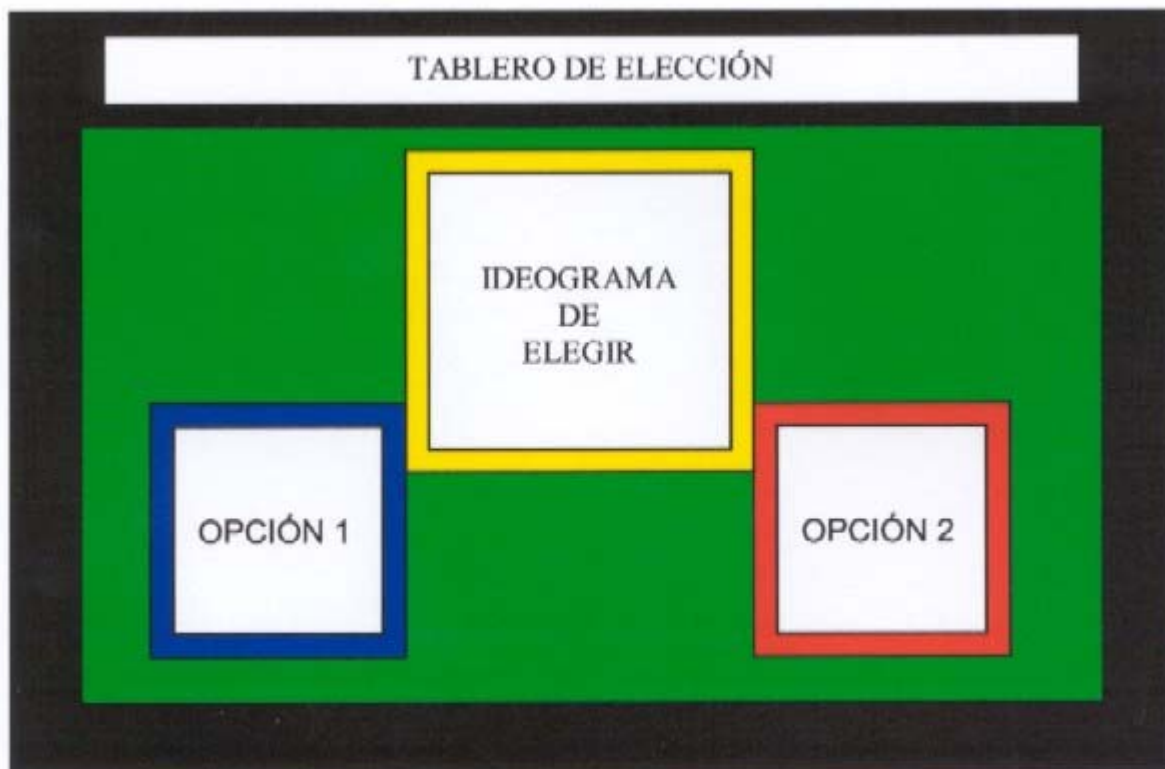 TABLERO DE ELECCIÓN
IDEOGRAMA
DE
ELEGIR
OPCIÓN 1
OPCIÓN 2